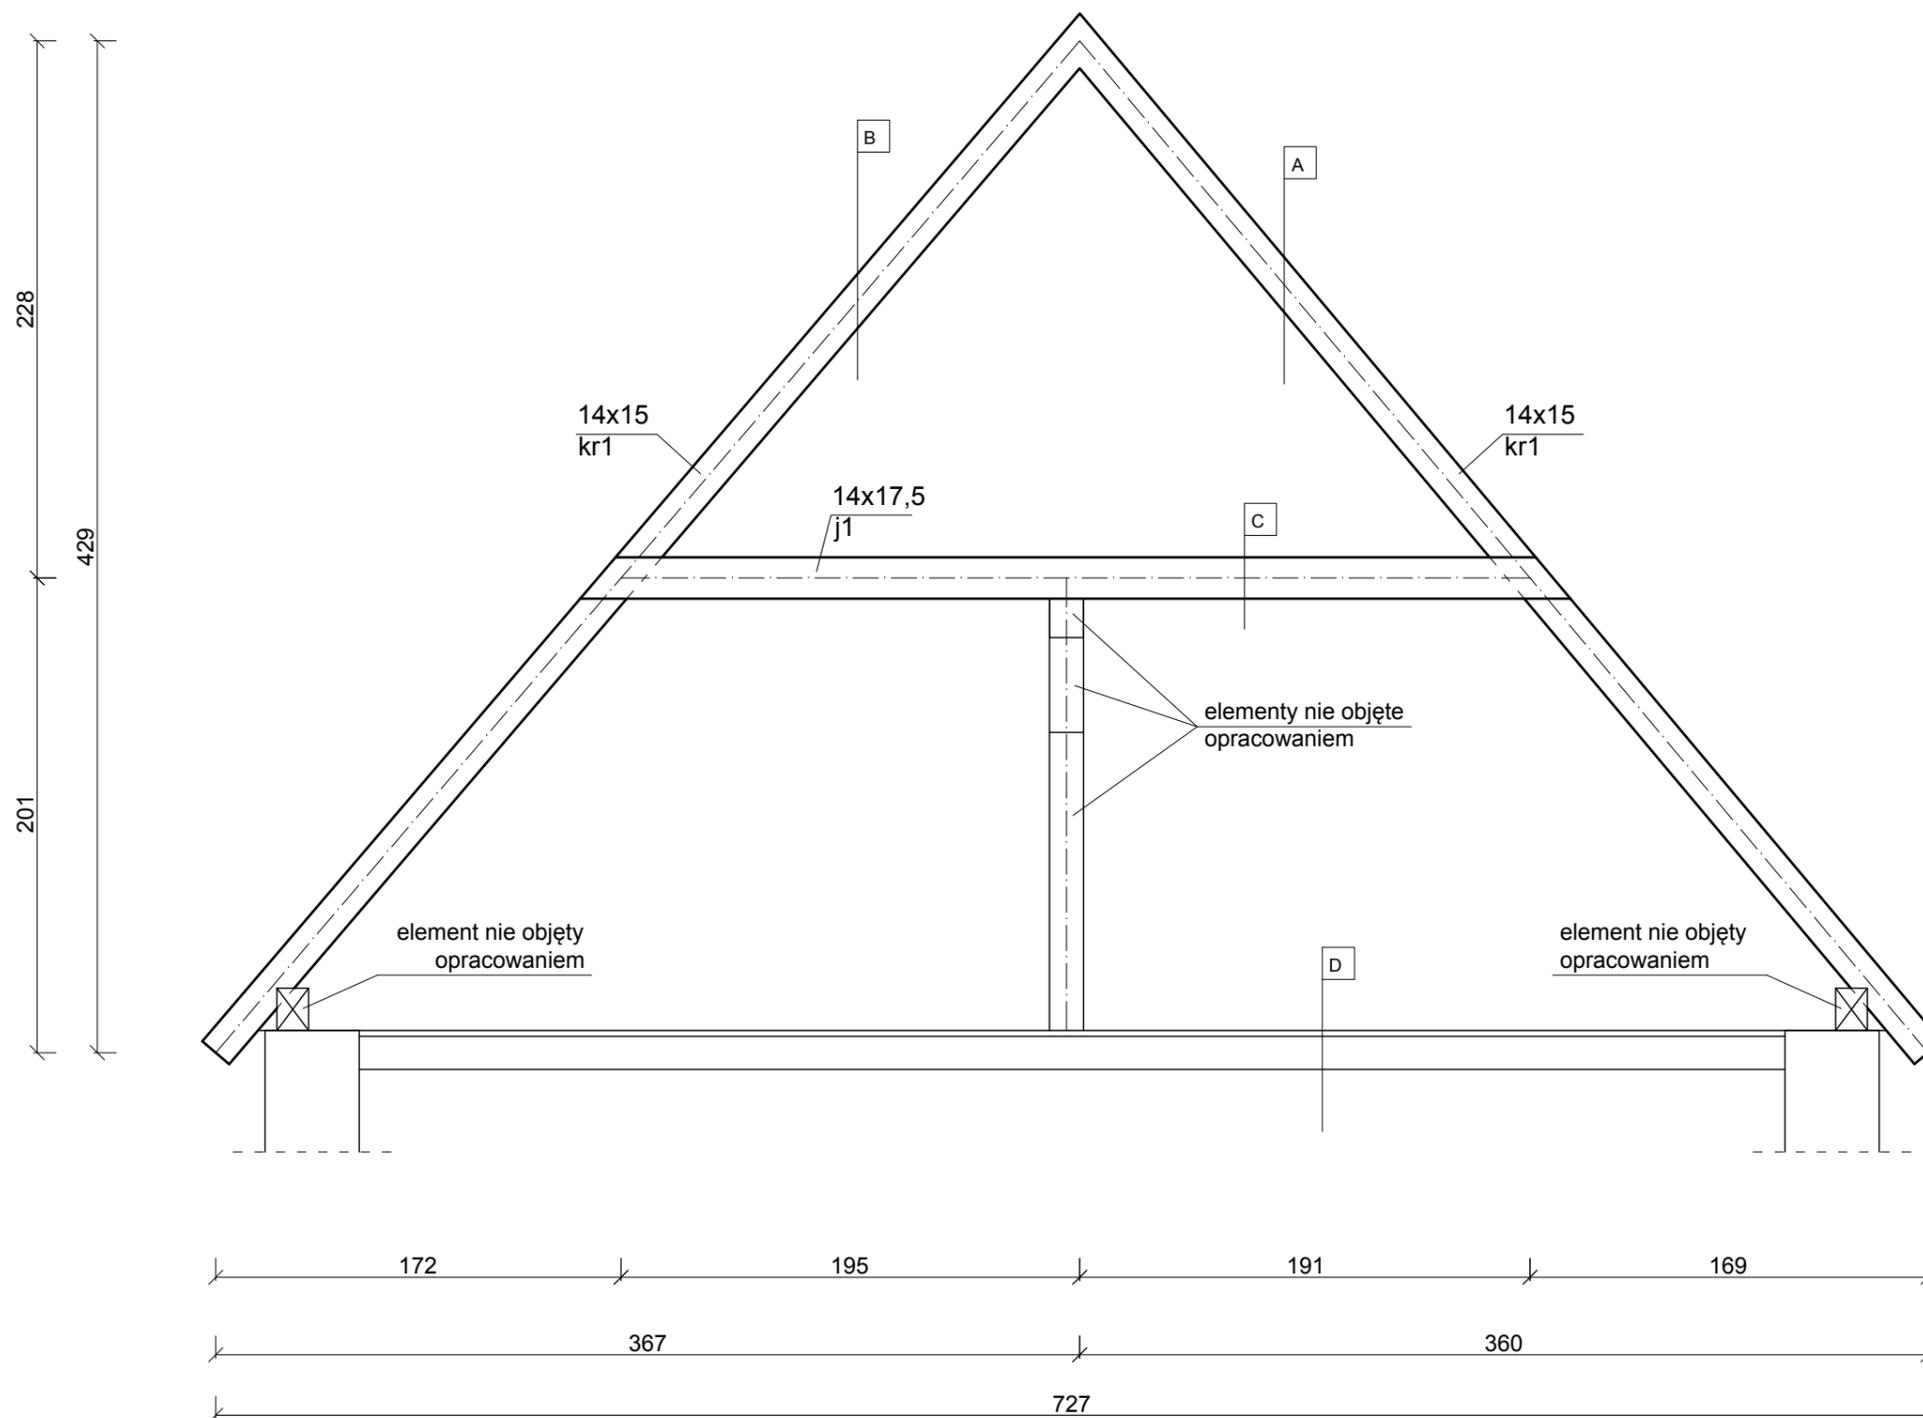 B
A
228
14x15
kr1
14x15
kr1
14x17,5
j1
C
429
elementy nie objęte
opracowaniem
201
element nie objęty
opracowaniem
element nie objęty
opracowaniem
D
172
195
191
169
367
360
727